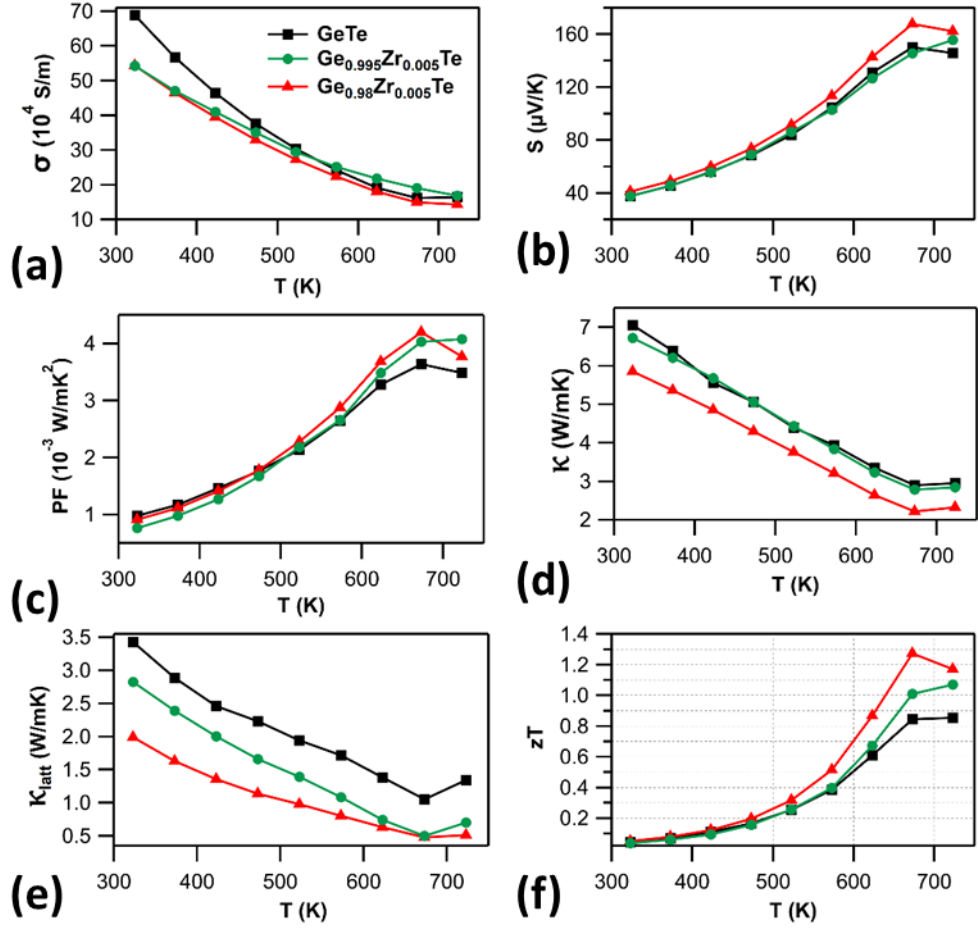 70
60
50
40
30
20
10
σ (10⁴ S/m)
GeTe
Ge₀.₉₉₅Zr₀.₀₀₅Te
Ge₀.₉₈Zr₀.₀₀₅Te
300 400 500 600 700
T (K)
(a)
160
120
80
40
S (µV/K)
300 400 500 600 700
T (K)
(b)
4
3
2
1
PF (10⁻³ W/mK²)
300 400 500 600 700
T (K)
(c)
7
6
5
4
3
2
K (W/mK)
300 400 500 600 700
T (K)
(d)
3.5
3.0
2.5
2.0
1.5
1.0
0.5
Klatt (W/mK)
300 400 500 600 700
T (K)
(e)
1.4
1.2
1.0
0.8
0.6
0.4
0.2
zT
300 400 500 600 700
T (K)
(f)